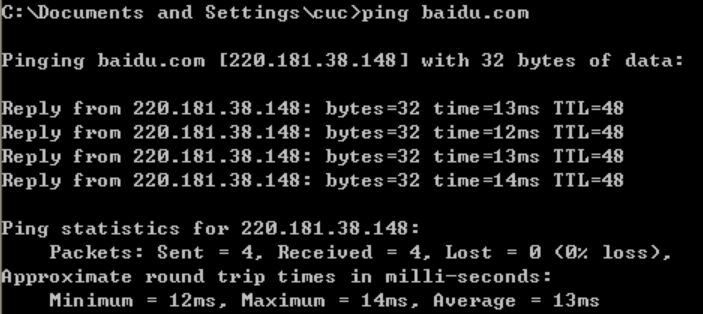 C:\Documents and Settings\cuc>ping baidu.com
Pinging baidu.com [220.181.38.148] with 32 bytes of data:
Reply from 220.181.38.148: bytes=32 time=13ms TTL=48
Reply from 220.181.38.148: bytes=32 time=12ms TTL=48
Reply from 220.181.38.148: bytes=32 time=13ms TTL=48
Reply from 220.181.38.148: bytes=32 time=14ms TTL=48
Ping statistics for 220.181.38.148:
    Packets: Sent = 4, Received = 4, Lost = 0 (0% loss),
Approximate round trip times in milli-seconds:
    Minimum = 12ms, Maximum = 14ms, Average = 13ms